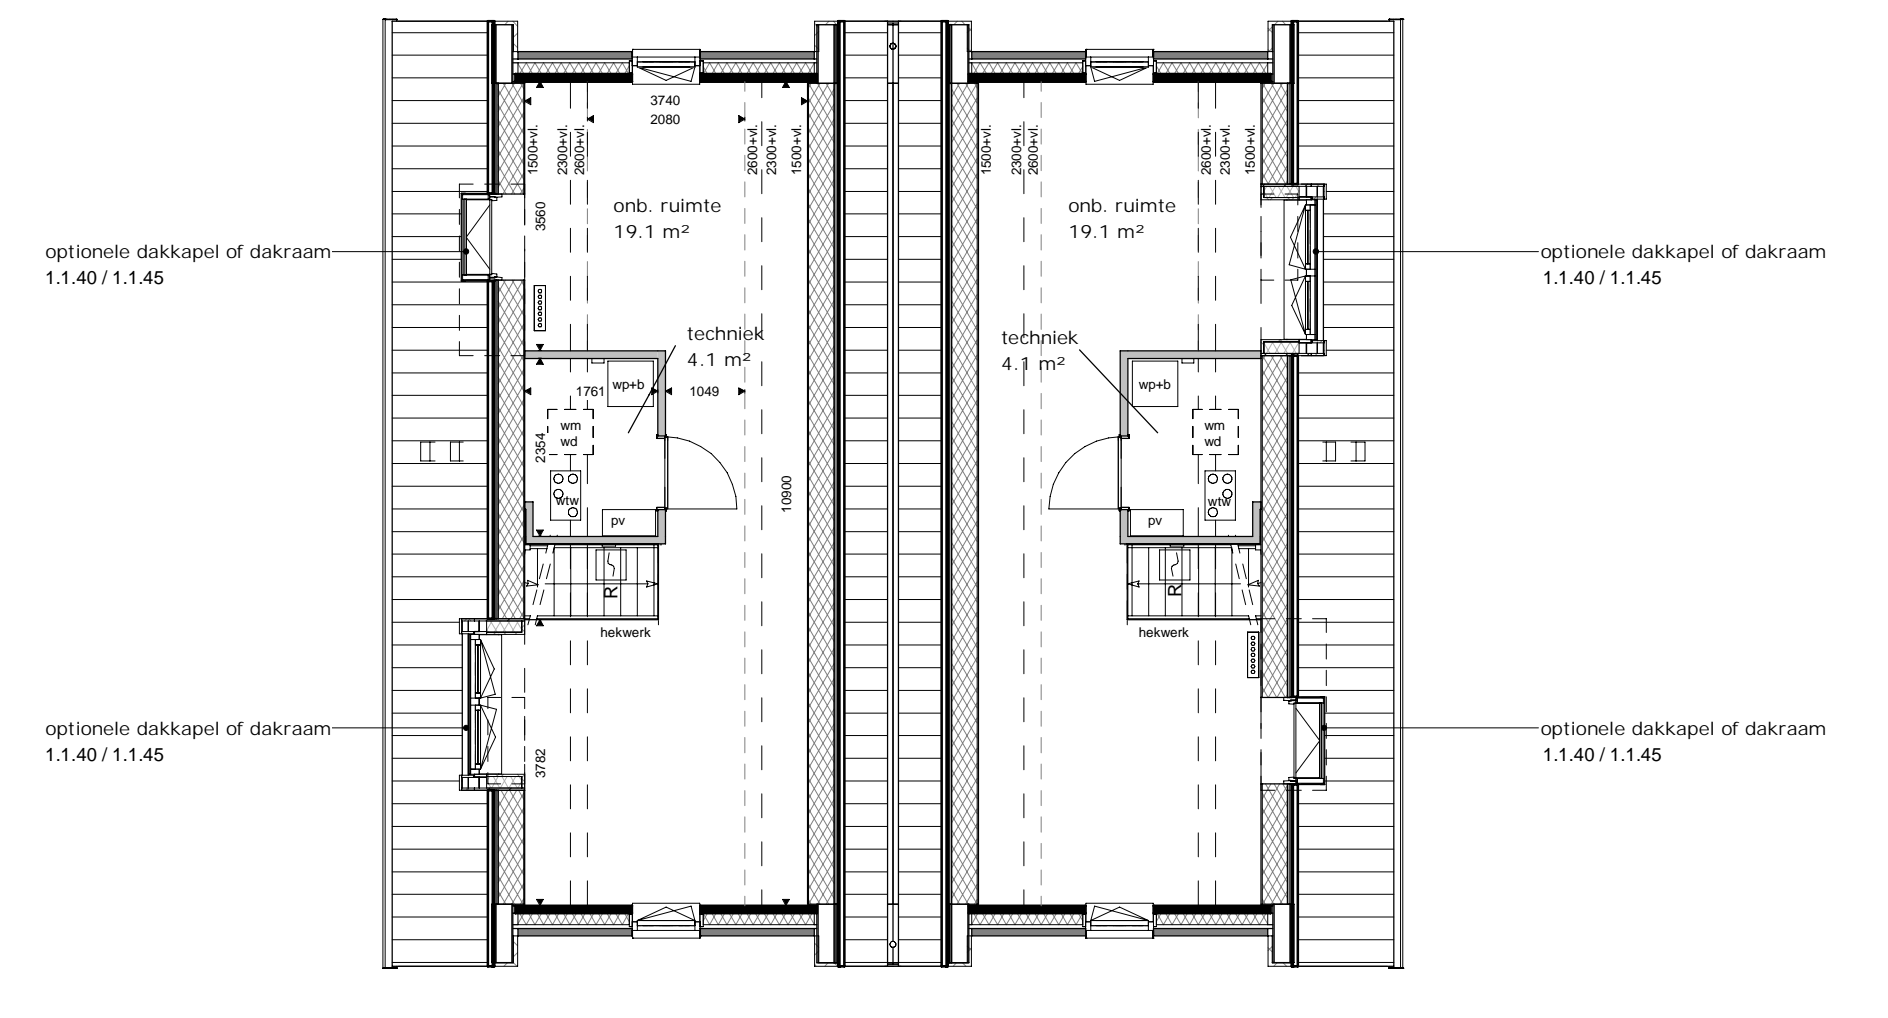 3740
2080
1500+vl.
2300+vl.
2600+vl.
2600+vl.
2300+vl.
1500+vl.
1500+vl.
2300+vl.
2600+vl.
2600+vl.
2300+vl.
1500+vl.
onb. ruimte
19.1 m²
onb. ruimte
19.1 m²
3560
optionele dakkapel of dakraam
1.1.40 / 1.1.45
optionele dakkapel of dakraam
1.1.40 / 1.1.45
techniek
4.1 m²
techniek
4.1 m²
1761
wp+b
1049
wp+b
wm
wd
wm
wd
2354
wtw
pv
10900
pv
wtw
R
R
hekwerk
hekwerk
optionele dakkapel of dakraam
1.1.40 / 1.1.45
3782
optionele dakkapel of dakraam
1.1.40 / 1.1.45